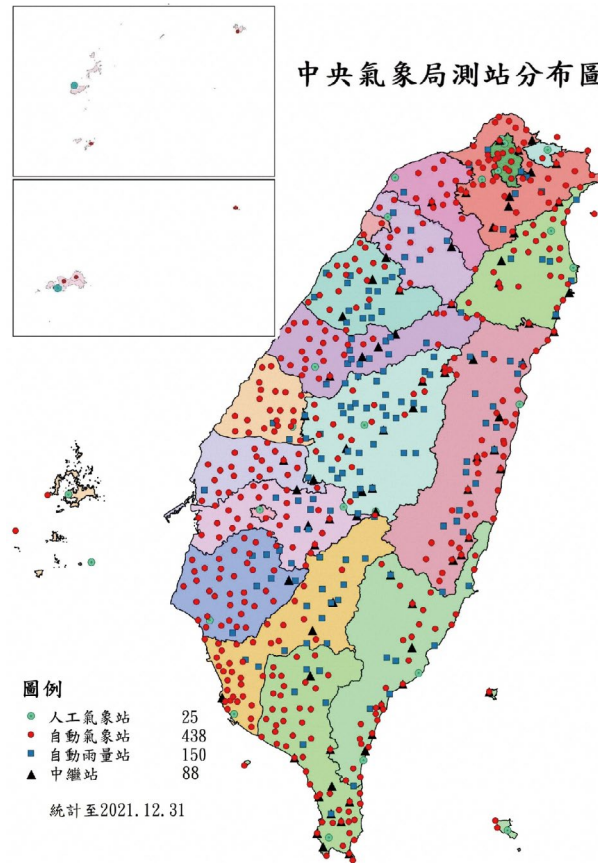 中央氣象局測站分布圖
圖例
人工氣象站 25
自動氣象站 438
自動雨量站 150
中繼站 88
統計至2021.12.31